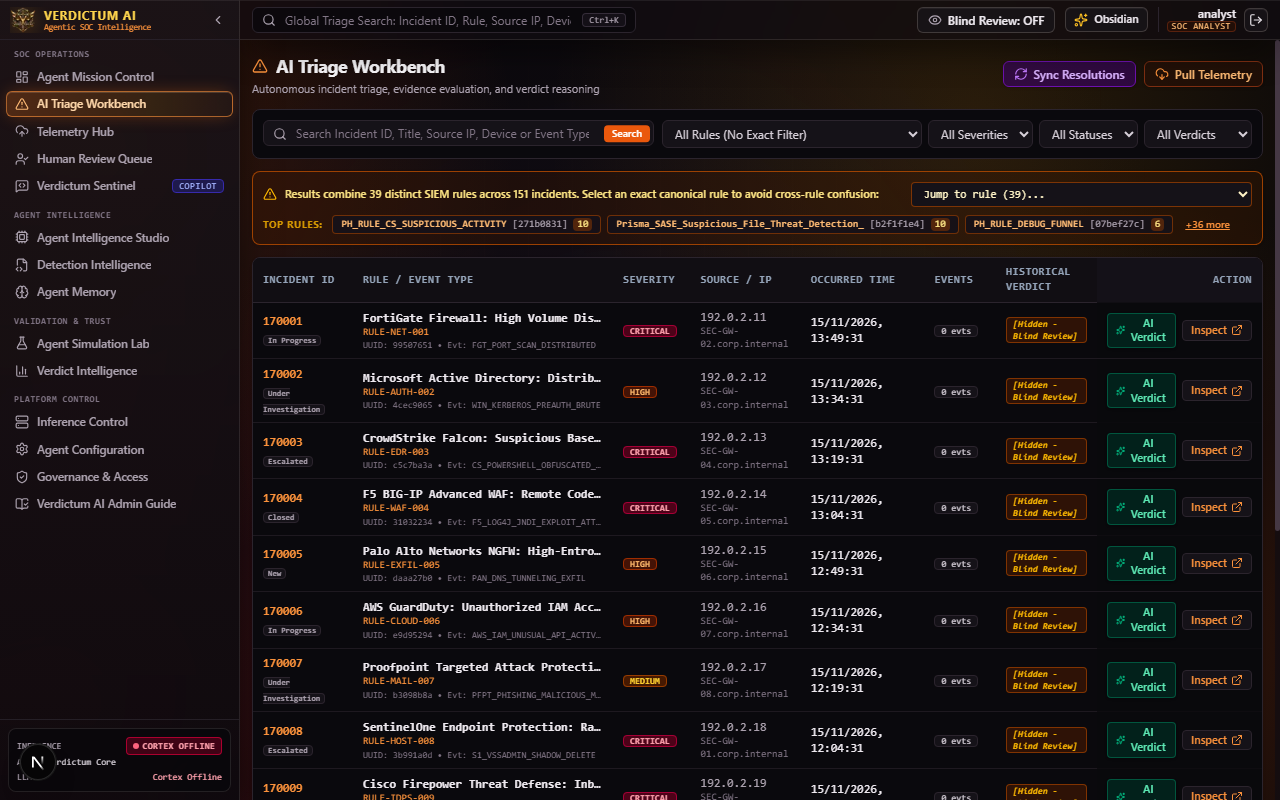 VERDICTUM AI
Agentic SOC Intelligence
Global Triage Search: Incident ID, Rule, Source IP, Devi
Ctrl+K
Blind Review: OFF
Obsidian
analyst
SOC ANALYST
SOC OPERATIONS
Agent Mission Control
AI Triage Workbench
Telemetry Hub
Human Review Queue
Verdictum Sentinel
COPILOT
AGENT INTELLIGENCE
Agent Intelligence Studio
Detection Intelligence
Agent Memory
VALIDATION & TRUST
Agent Simulation Lab
Verdict Intelligence
PLATFORM CONTROL
Inference Control
Agent Configuration
Governance & Access
Verdictum AI Admin Guide
CORTEX OFFLINE
rdictum Core
Cortex Offline
N
AI Triage Workbench
Autonomous incident triage, evidence evaluation, and verdict reasoning
Sync Resolutions
Pull Telemetry
Search Incident ID, Title, Source IP, Device or Event Type
Search
All Rules (No Exact Filter)
All Severities
All Statuses
All Verdicts
Results combine 39 distinct SIEM rules across 151 incidents. Select an exact canonical rule to avoid cross-rule confusion:
Jump to rule (39)...
TOP RULES:
PH_RULE_CS_SUSPICIOUS_ACTIVITY [271b0831] 10
Prisma_SASE_Suspicious_File_Threat_Detection_ [b2f1f1e4] 10
PH_RULE_DEBUG_FUNNEL [07bef27c] 6
+36 more
INCIDENT ID
RULE / EVENT TYPE
SEVERITY
SOURCE / IP
OCCURRED TIME
EVENTS
HISTORICAL
VERDICT
ACTION
170001
In Progress
FortiGate Firewall: High Volume Dis…
RULE-NET-001
UUID: 99507651 • Evt: FGT_PORT_SCAN_DISTRIBUTED
CRITICAL
192.0.2.11
SEC-GW-
02.corp.internal
15/11/2026,
13:49:31
0 evts
[Hidden -
Blind Review]
AI
Verdict
Inspect
170002
Under
Investigation
Microsoft Active Directory: Distrib…
RULE-AUTH-002
UUID: 4cec9065 • Evt: WIN_KERBEROS_PREAUTH_BRUTE
HIGH
192.0.2.12
SEC-GW-
03.corp.internal
15/11/2026,
13:34:31
0 evts
[Hidden -
Blind Review]
AI
Verdict
Inspect
170003
Escalated
CrowdStrike Falcon: Suspicious Base…
RULE-EDR-003
UUID: c5c7ba3a • Evt: CS_POWERSHELL_OBFUSCATED_…
CRITICAL
192.0.2.13
SEC-GW-
04.corp.internal
15/11/2026,
13:19:31
0 evts
[Hidden -
Blind Review]
AI
Verdict
Inspect
170004
Closed
F5 BIG-IP Advanced WAF: Remote Code…
RULE-WAF-004
UUID: 31032234 • Evt: F5_LOG4J_JNDI_EXPLOIT_ATT…
CRITICAL
192.0.2.14
SEC-GW-
05.corp.internal
15/11/2026,
13:04:31
0 evts
[Hidden -
Blind Review]
AI
Verdict
Inspect
170005
New
Palo Alto Networks NGFW: High-Entro…
RULE-EXFIL-005
UUID: daaa27b0 • Evt: PAN_DNS_TUNNELING_EXFIL
HIGH
192.0.2.15
SEC-GW-
06.corp.internal
15/11/2026,
12:49:31
0 evts
[Hidden -
Blind Review]
AI
Verdict
Inspect
170006
In Progress
AWS GuardDuty: Unauthorized IAM Acc…
RULE-CLOUD-006
UUID: e9d95294 • Evt: AWS_IAM_UNUSUAL_API_ACTIV…
HIGH
192.0.2.16
SEC-GW-
07.corp.internal
15/11/2026,
12:34:31
0 evts
[Hidden -
Blind Review]
AI
Verdict
Inspect
170007
Under
Investigation
Proofpoint Targeted Attack Protecti…
RULE-MAIL-007
UUID: b3098b8a • Evt: PFPT_PHISHING_MALICIOUS_M…
MEDIUM
192.0.2.17
SEC-GW-
08.corp.internal
15/11/2026,
12:19:31
0 evts
[Hidden -
Blind Review]
AI
Verdict
Inspect
170008
Escalated
SentinelOne Endpoint Protection: Ra…
RULE-HOST-008
UUID: 3b991a0d • Evt: S1_VSSADMIN_SHADOW_DELETE
CRITICAL
192.0.2.18
SEC-GW-
01.corp.internal
15/11/2026,
12:04:31
0 evts
[Hidden -
Blind Review]
AI
Verdict
Inspect
170009
Cisco Firepower Threat Defense: Inb…
RULE-IDPS-009
CRITICAL
192.0.2.19
SEC-GW-
15/11/2026,
[Hidden -
Blind Review]
AI
Verdict
Inspect